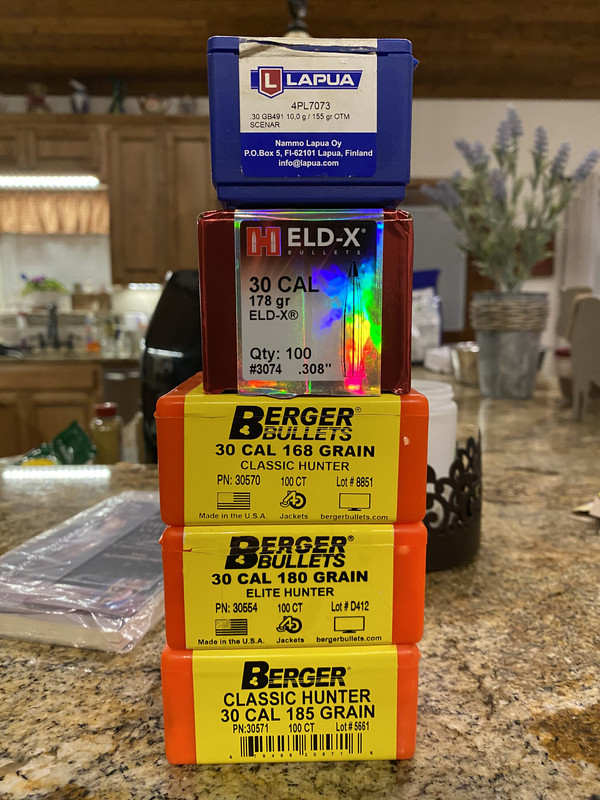 L LAPUA
4PL7073
.30 GB491 10,0 g / 155 gr OTM
SCENAR
Nammo Lapua Oy
P.O.Box 5, FI-62101 Lapua, Finland
info@lapua.com
H ELD-X®
BULLETS
30 CAL
178 gr
ELD-X®
Qty: 100
#3074 .308"
BERGER®
BULLETS
30 CAL 168 GRAIN
CLASSIC HUNTER
PN: 30570 100 CT Lot # 8851
Made in the U.S.A. J4 Jackets bergerbullets.com
BERGER®
BULLETS
30 CAL 180 GRAIN
ELITE HUNTER
PN: 30554 100 CT Lot # D412
Made in the U.S.A. J4 Jackets bergerbullets.com
BERGER®
CLASSIC HUNTER
30 CAL 185 GRAIN
PN:30571 100 CT Lot # 5661